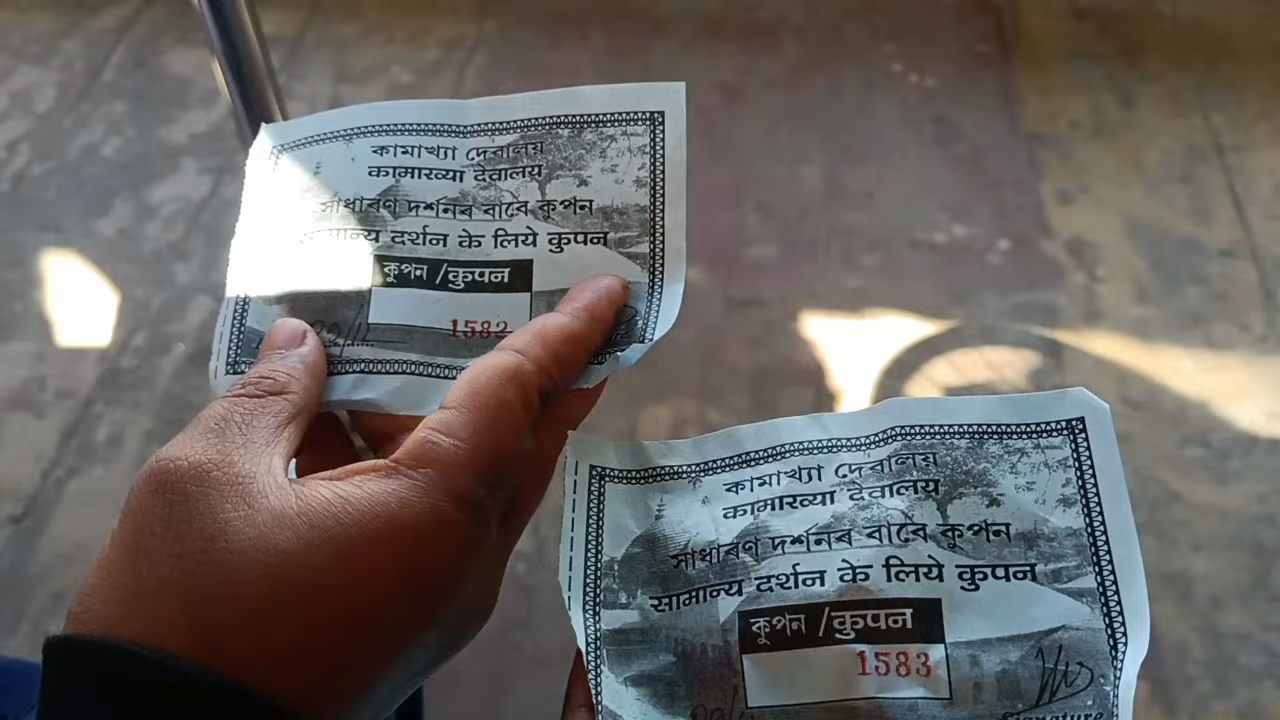 কামাখ্যা দেবালয়
कामाख्या देवालय
সাধাৰণ দৰ্শনৰ বাবে কুপন
सामान्य दर्शन के लिये कुपन
কুপন /कुपन
1582
কামাখ্যা দেবালয়
कामाख्या देवालय
সাধাৰণ দৰ্শনৰ বাবে কুপন
सामान्य दर्शन के लिये कुपन
কুপন /कुपन
1583
Signature